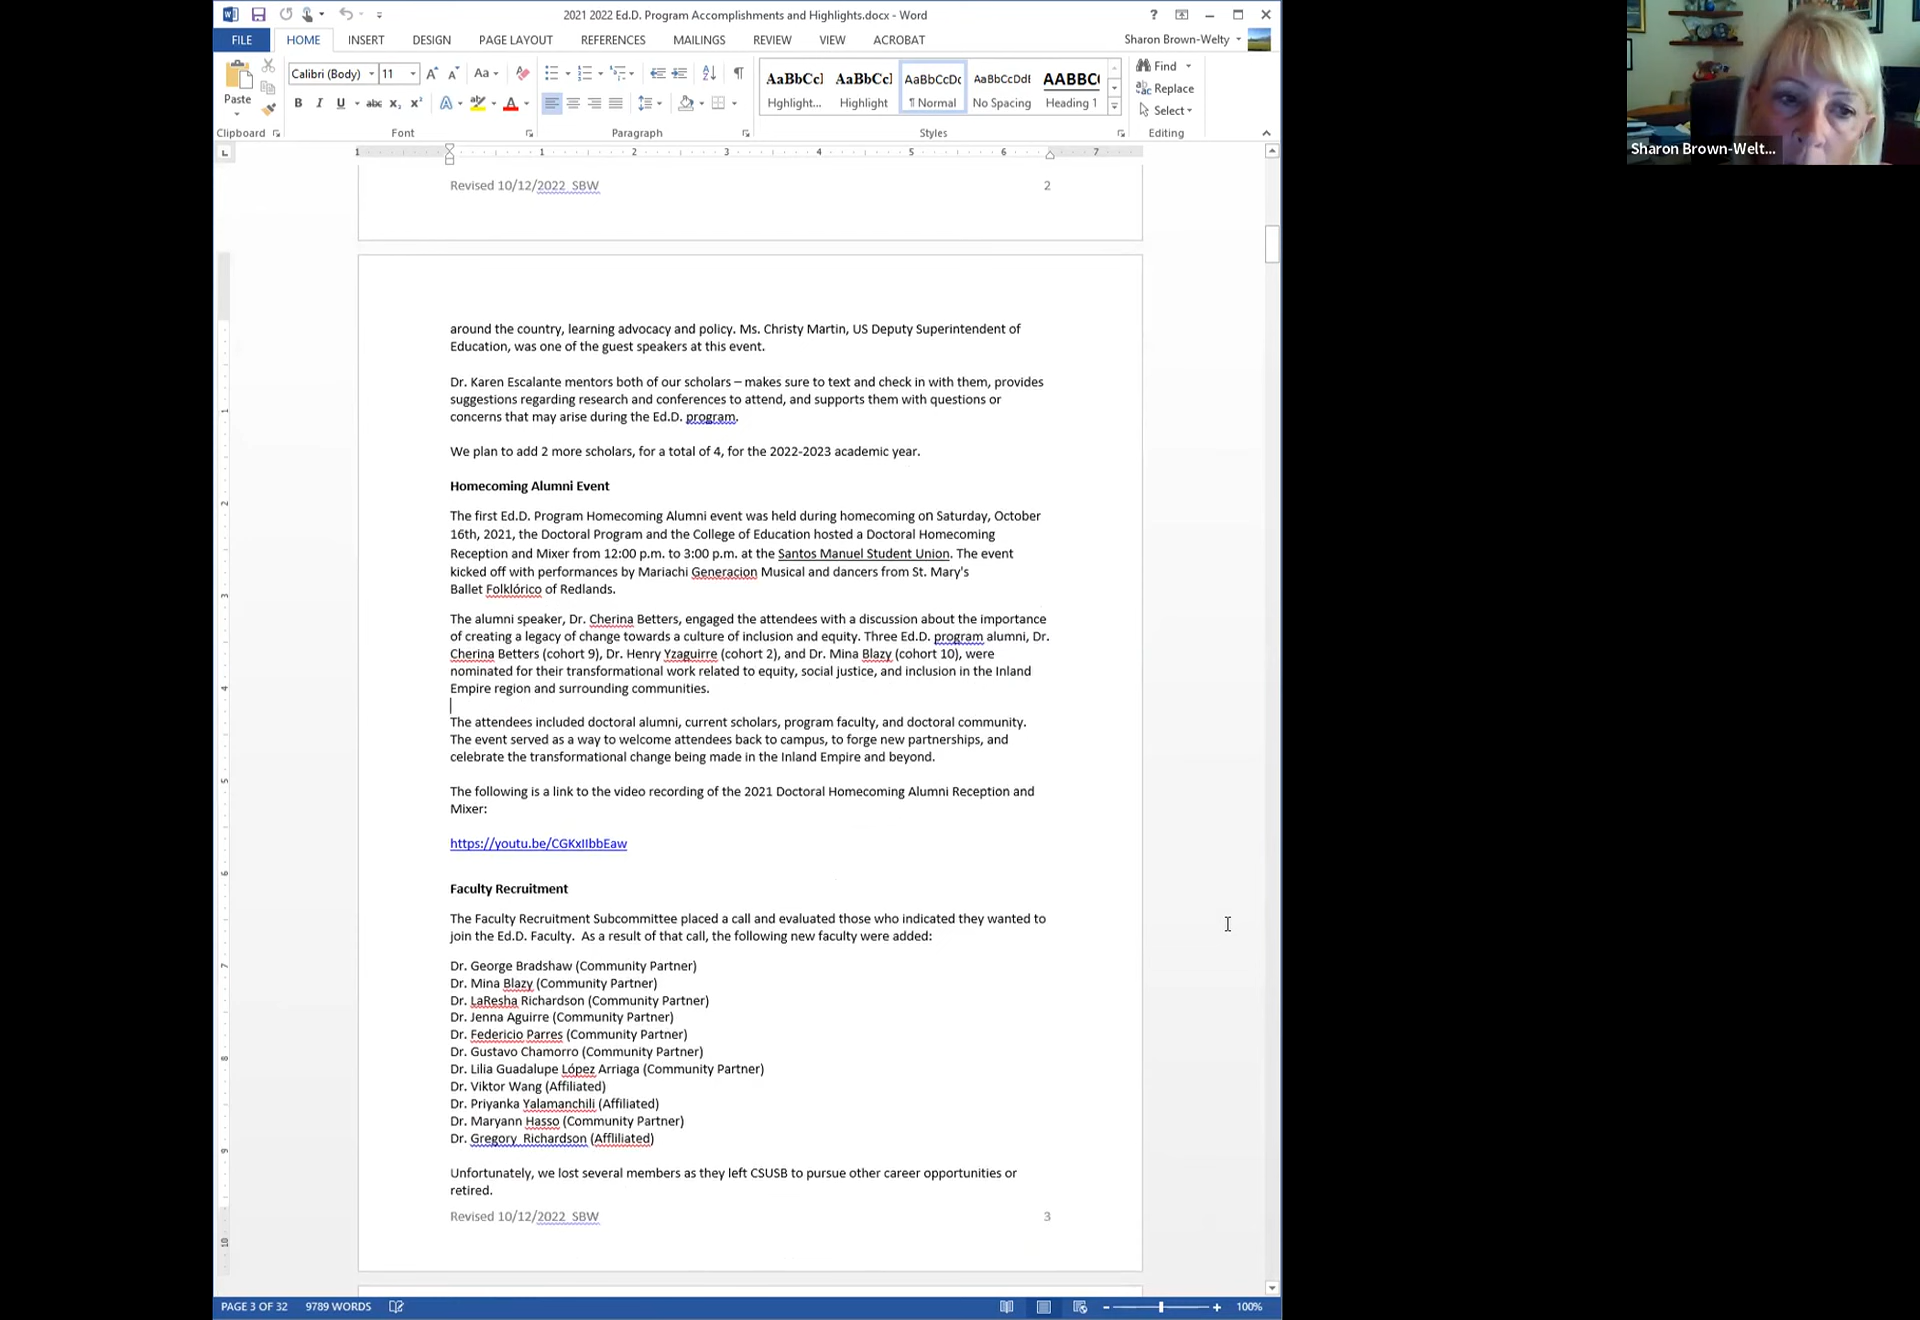 2021 2022 Ed.D. Program Accomplishments and Highlights.docx - Word
FILE HOME INSERT DESIGN PAGE LAYOUT REFERENCES MAILINGS REVIEW VIEW ACROBAT Sharon Brown-Welty
Paste
Calibri (Body) 11
AaBbCcI AaBbCcI AaBbCcDc AaBbCcDdE AABBC
Hghlight... Highlight ¶ Normal No Spacing Heading 1
Find
Replace
Select
Clipboard Font Paragraph Styles Editing
1 1 2 3 4 5 6 7
Revised 10/12/2022 SBW 2
around the country, learning advocacy and policy. Ms. Christy Martin, US Deputy Superintendent of
Education, was one of the guest speakers at this event.
Dr. Karen Escalante mentors both of our scholars – makes sure to text and check in with them, provides
suggestions regarding research and conferences to attend, and supports them with questions or
concerns that may arise during the Ed.D. program.
We plan to add 2 more scholars, for a total of 4, for the 2022-2023 academic year.
Homecoming Alumni Event
The first Ed.D. Program Homecoming Alumni event was held during homecoming on Saturday, October
16th, 2021, the Doctoral Program and the College of Education hosted a Doctoral Homecoming
Reception and Mixer from 12:00 p.m. to 3:00 p.m. at the Santos Manuel Student Union. The event
kicked off with performances by Mariachi Generacion Musical and dancers from St. Mary's
Ballet Folklórico of Redlands.
The alumni speaker, Dr. Cherina Betters, engaged the attendees with a discussion about the importance
of creating a legacy of change towards a culture of inclusion and equity. Three Ed.D. program alumni, Dr.
Cherina Betters (cohort 9), Dr. Henry Yzaguirre (cohort 2), and Dr. Mina Blazy (cohort 10), were
nominated for their transformational work related to equity, social justice, and inclusion in the Inland
Empire region and surrounding communities.
The attendees included doctoral alumni, current scholars, program faculty, and doctoral community.
The event served as a way to welcome attendees back to campus, to forge new partnerships, and
celebrate the transformational change being made in the Inland Empire and beyond.
The following is a link to the video recording of the 2021 Doctoral Homecoming Alumni Reception and
Mixer:
https://youtu.be/CGKxIIbbEaw
Faculty Recruitment
The Faculty Recruitment Subcommittee placed a call and evaluated those who indicated they wanted to
join the Ed.D. Faculty. As a result of that call, the following new faculty were added:
Dr. George Bradshaw (Community Partner)
Dr. Mina Blazy (Community Partner)
Dr. LaResha Richardson (Community Partner)
Dr. Jenna Aguirre (Community Partner)
Dr. Federicio Parres (Community Partner)
Dr. Gustavo Chamorro (Community Partner)
Dr. Lilia Guadalupe López Arriaga (Community Partner)
Dr. Viktor Wang (Affiliated)
Dr. Priyanka Yalamanchili (Affiliated)
Dr. Maryann Hasso (Community Partner)
Dr. Gregory Richardson (Affliliated)
Unfortunately, we lost several members as they left CSUSB to pursue other career opportunities or
retired.
Revised 10/12/2022 SBW 3
PAGE 3 OF 32 9789 WORDS 100%
Sharon Brown-Welt...